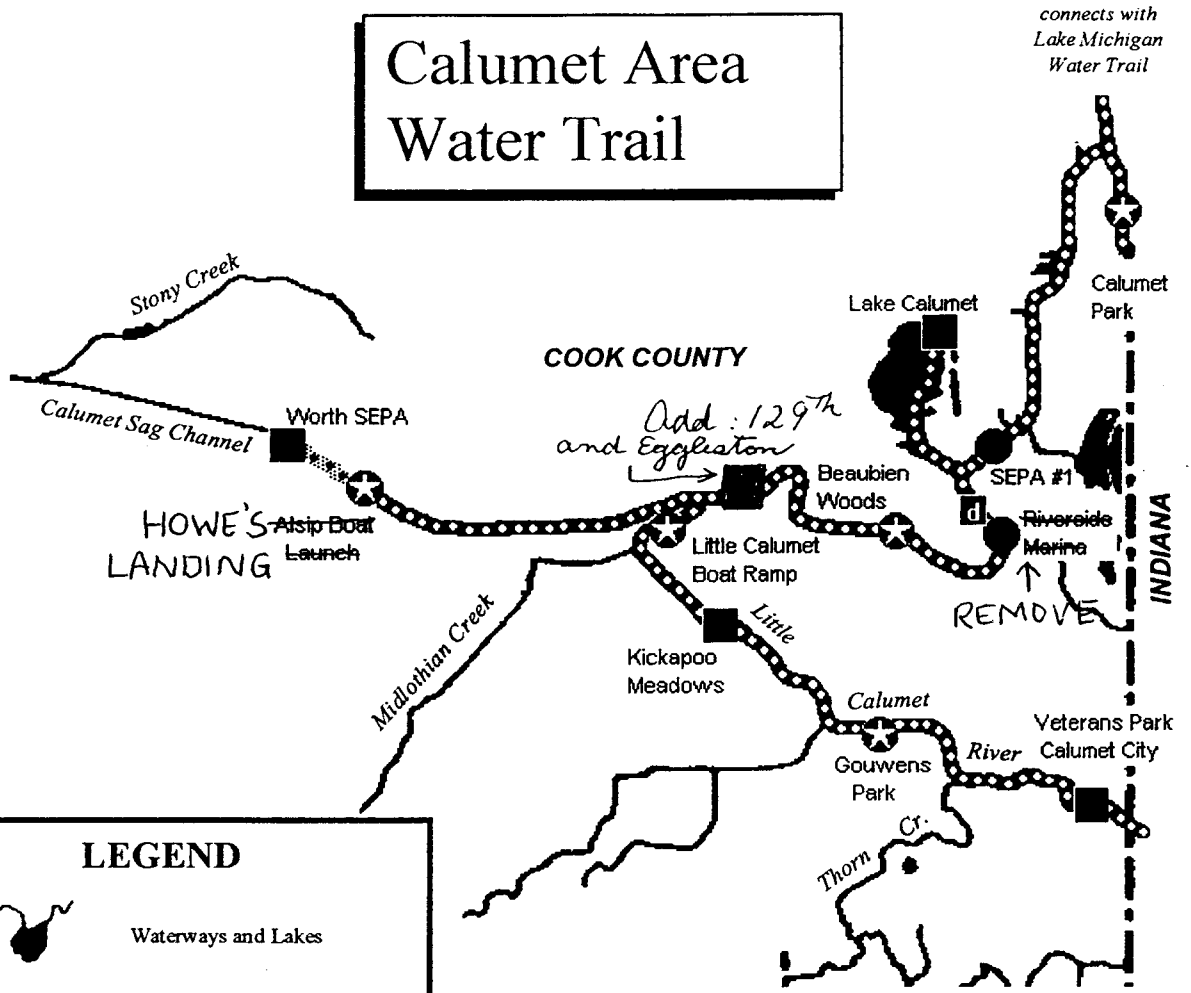 connects with
Lake Michigan
Water Trail
Calumet Area
Water Trail
Stony Creek
Calumet Park
Lake Calumet
COOK COUNTY
Calumet Sag Channel
Worth SEPA
Add : 129Th
and Eggleston
Beaubien
Woods
SEPA #1
d
Riverside
Marina
REMOVE
INDIANA
HOWE'S
LANDING
Alsip Boat
Launch
Little Calumet
Boat Ramp
Midlothian Creek
Kickapoo
Meadows
Little
Calumet
River
Gouwens
Park
Veterans Park
Calumet City
Thorn Cr.
LEGEND
Waterways and Lakes